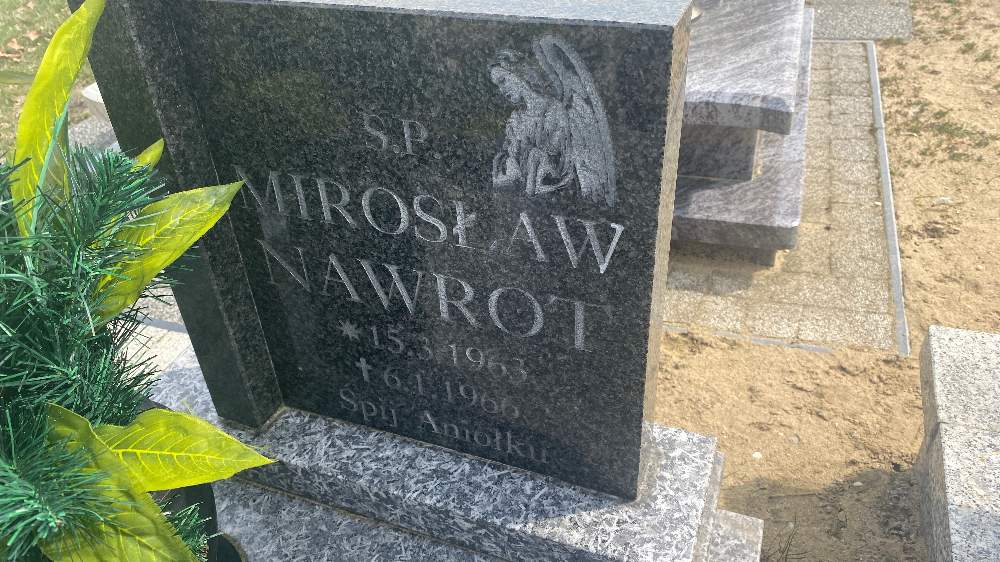 Ś.P.
MIROSŁAW
NAWROT
* 15.3.1963
✝ 6.1.1966
Śpij Aniołku